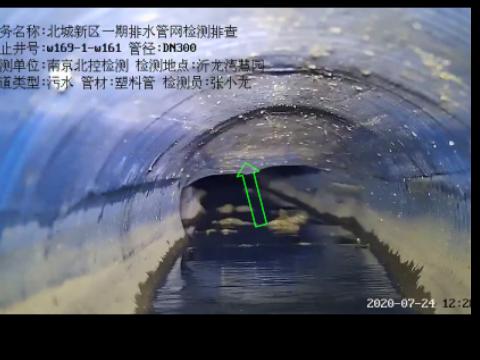 务名称:北城新区一期排水管网检测排查
止井号:w169-1-w161 管径:DN300
测单位:南京北控检测 检测地点:沂龙湾慧园
道类型:污水 管材:塑料管 检测员:张小龙
2020-07-24 12:28